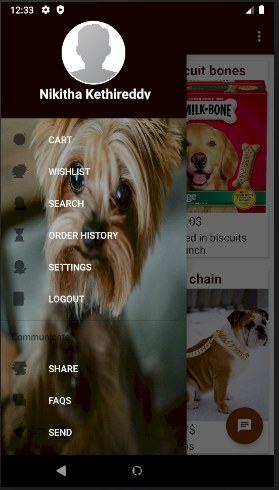 12:33
Nikitha Kethireddy
cuit bones
MILK-BONE
CART
WISHLIST
SEARCH
ORDER HISTORY
0$
ed in biscuits
nch.
SETTINGS
chain
LOGOUT
Communicate
SHARE
FAQS
$
SEND